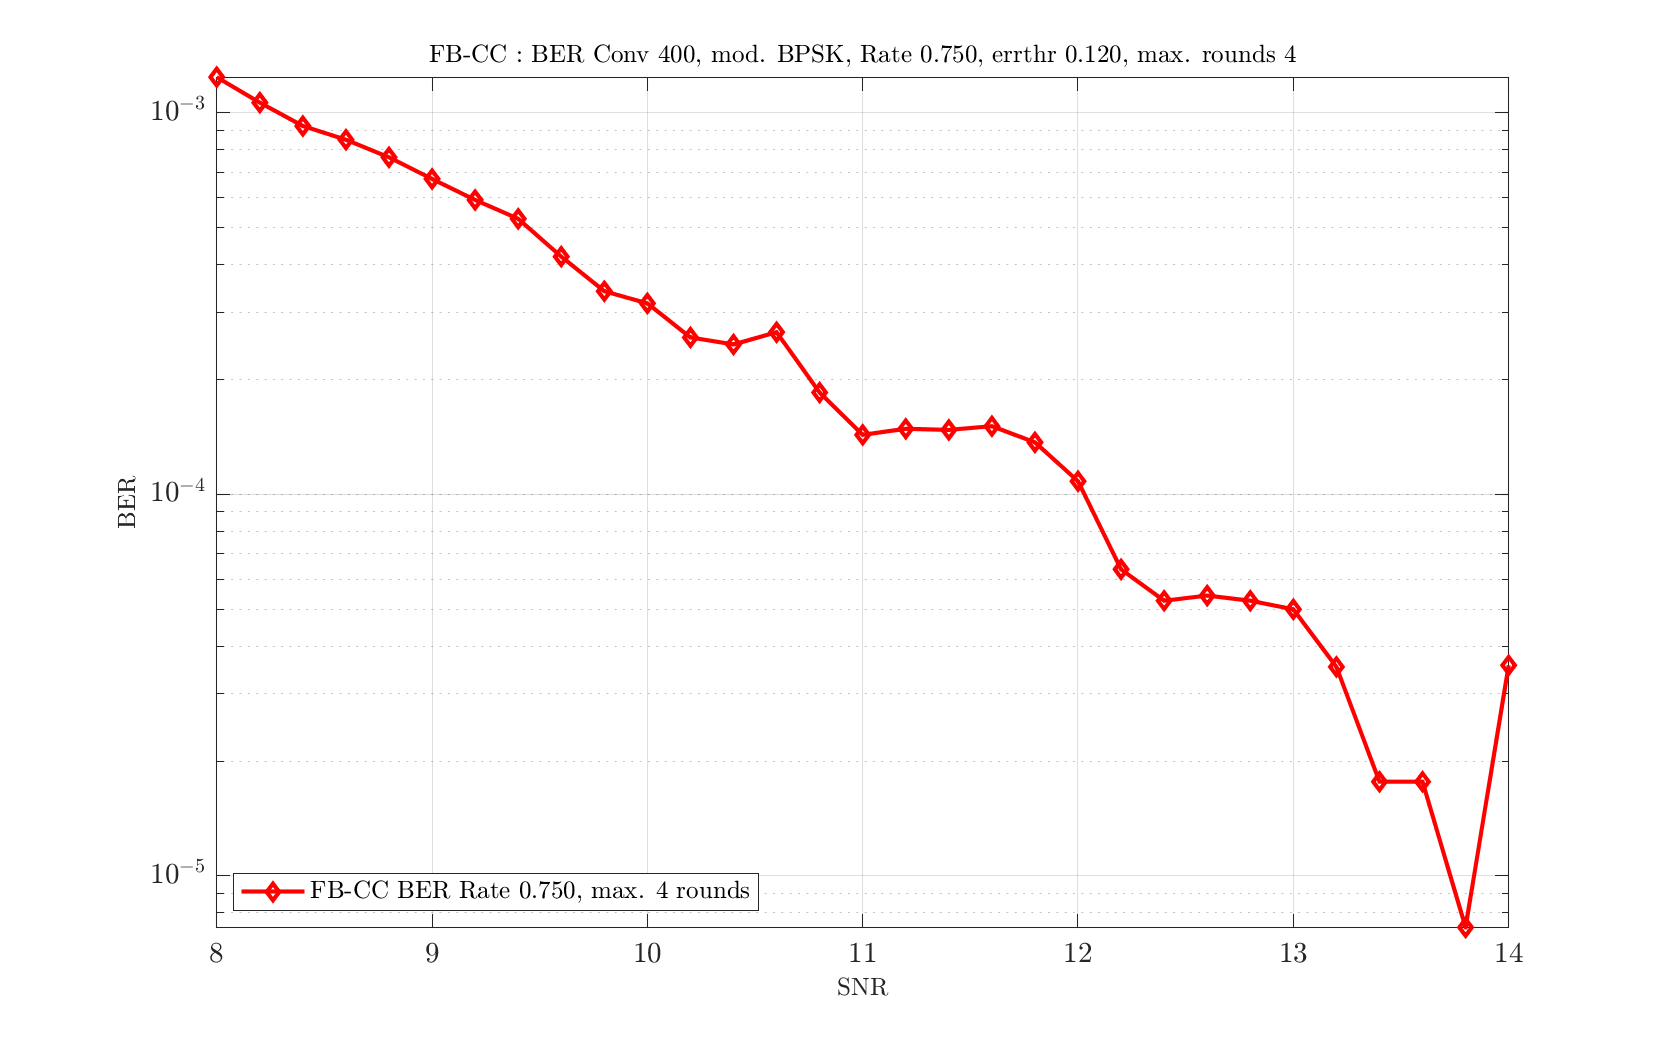 FB-CC : BER Conv 400, mod. BPSK, Rate 0.750, errthr 0.120, max. rounds 4
10⁻³
10⁻⁴
10⁻⁵
BER
FB-CC BER Rate 0.750, max. 4 rounds
8 9 10 11 12 13 14
SNR